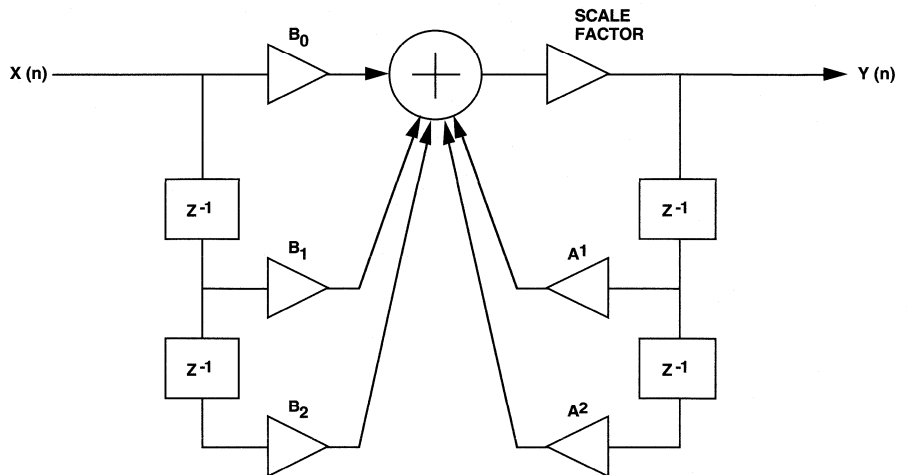 SCALE
FACTOR
B0
X (n)
Y (n)
Z -1
Z -1
B1
A1
Z -1
Z -1
B2
A2